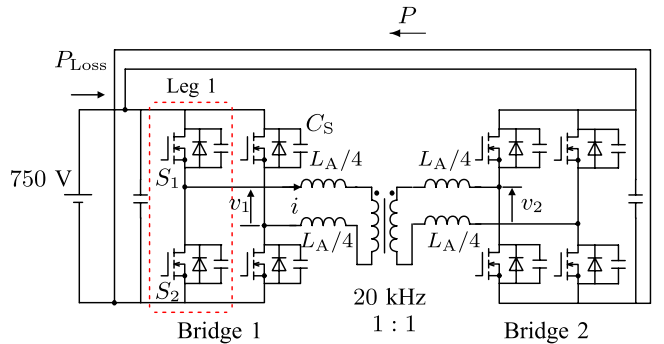 P
P_Loss
Leg 1
C_S
L_A/4
L_A/4
750 V
S_1
v_1
i
v_2
L_A/4
L_A/4
S_2
20 kHz
1 : 1
Bridge 1
Bridge 2